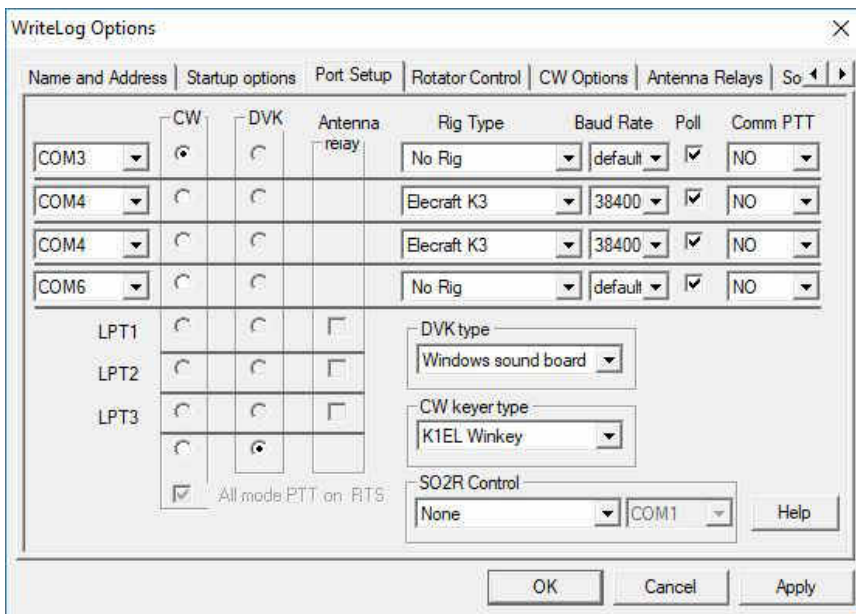 WriteLog Options
Name and Address Startup options Port Setup Rotator Control CW Options Antenna Relays So
CW DVK Antenna relay Rig Type Baud Rate Poll Comm PTT
COM3 No Rig default NO
COM4 Elecraft K3 38400 NO
COM4 Elecraft K3 38400 NO
COM6 No Rig default NO
LPT1
LPT2
LPT3
DVK type
Windows sound board
CW keyer type
K1EL Winkey
All mode PTT on RTS
SO2R Control
None COM1
Help
OK Cancel Apply